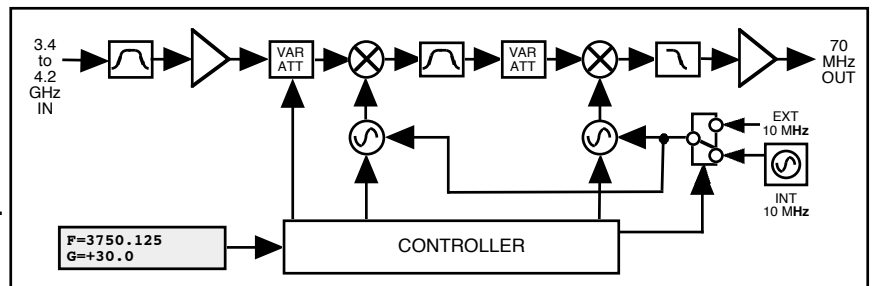 3.4
to
4.2
GHz
IN
VAR
ATT
VAR
ATT
70
MHz
OUT
EXT
10 MHz
INT
10 MHz
F=3750.125
G=+30.0
CONTROLLER